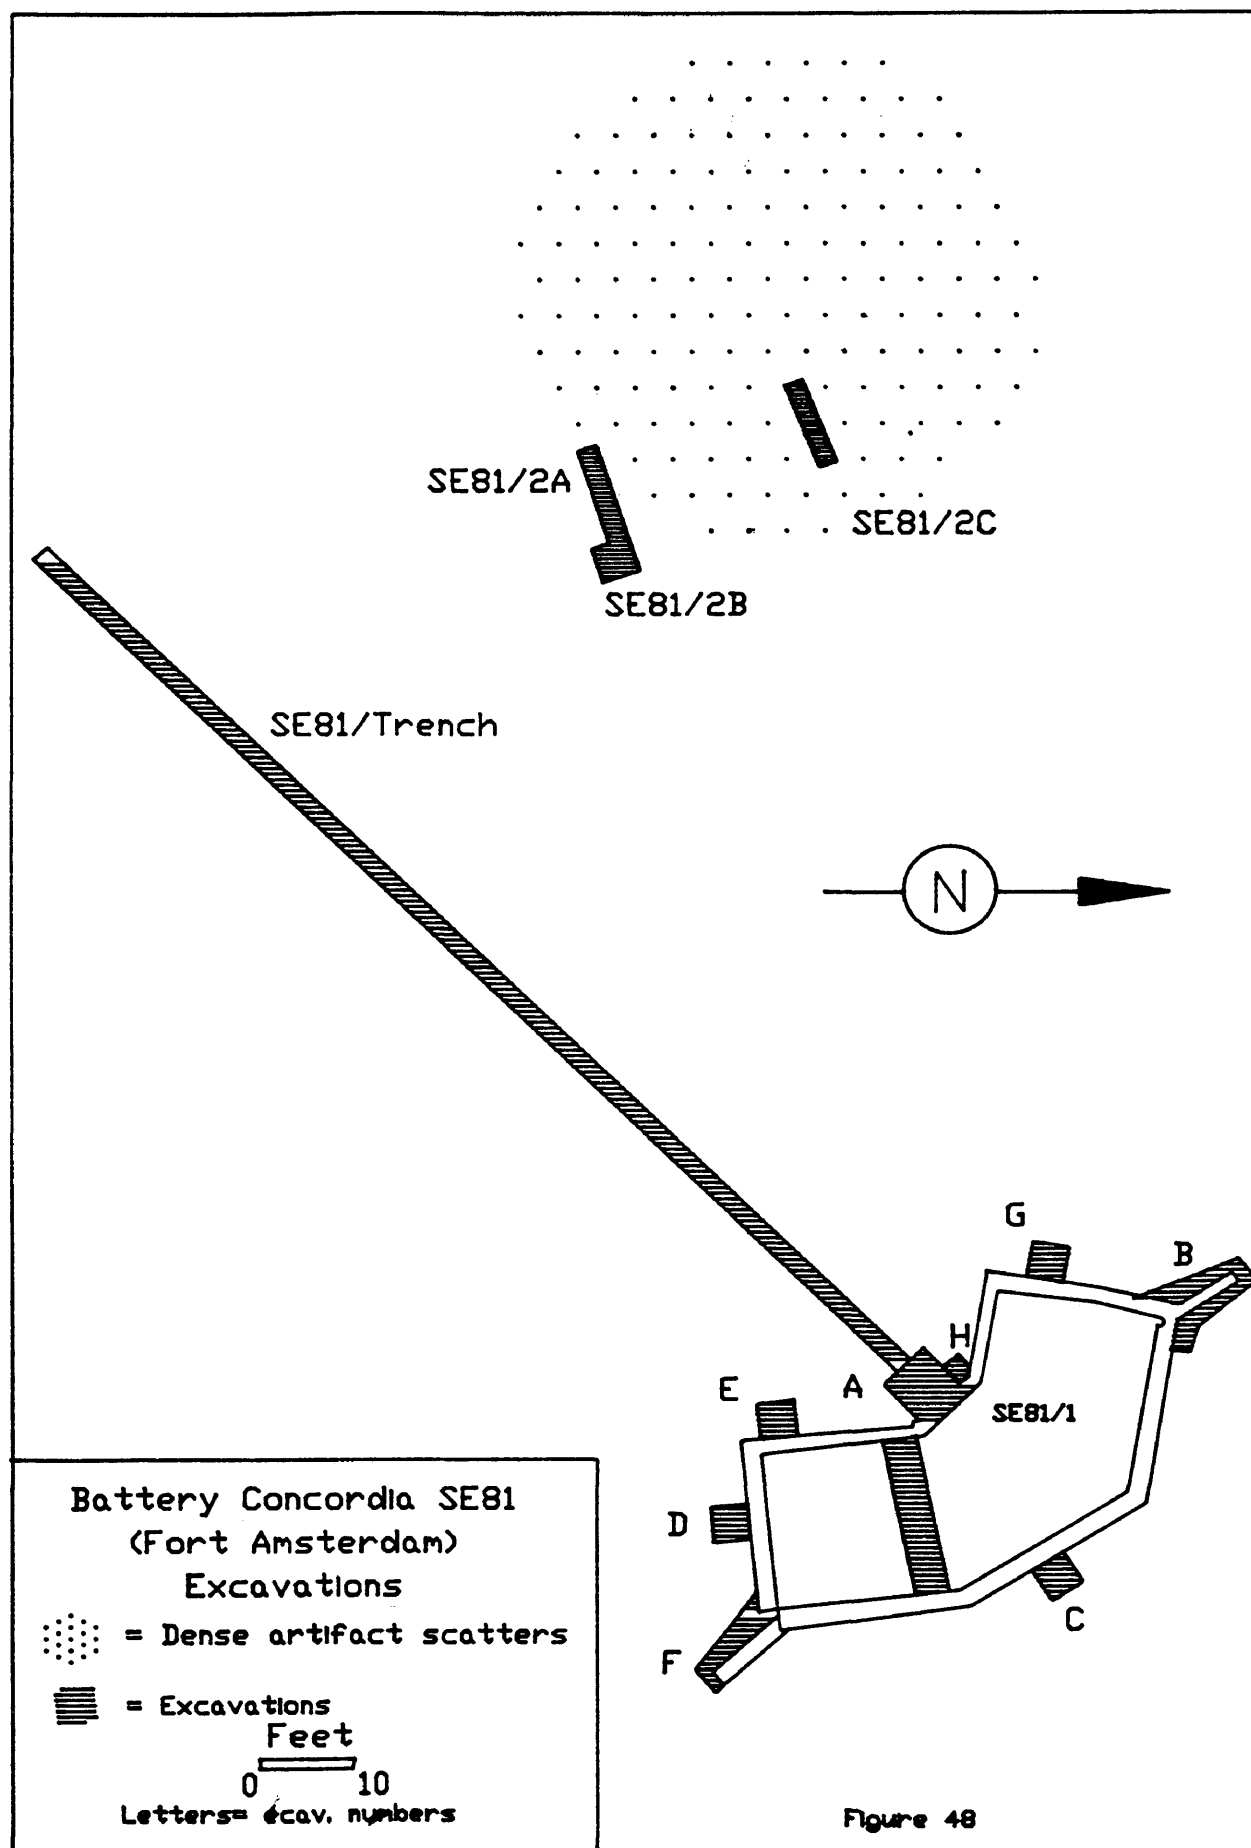 SE81/2A
SE81/2C
SE81/2B
SE81/Trench
N
G
B
H
A
E
SE81/1
D
C
F
Battery Concordia SE81
(Fort Amsterdam)
Excavations
= Dense artifact scatters
= Excavations
Feet
0 10
Letters= écav. numbers
Figure 48